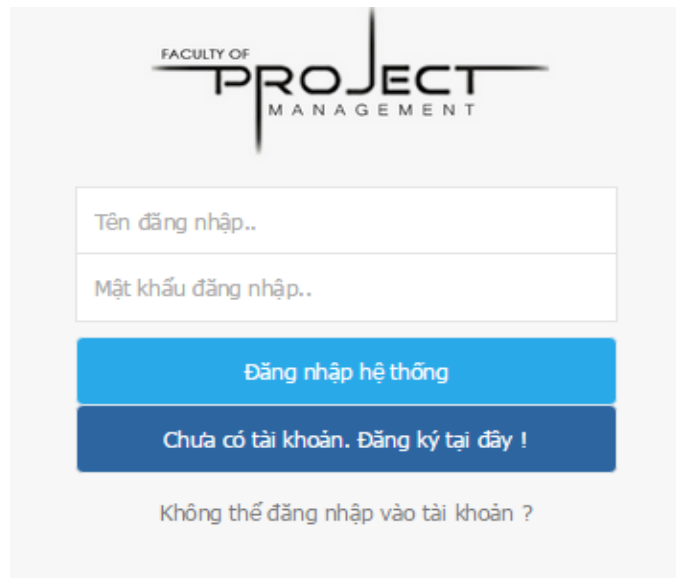 FACULTY OF
PROJECT
MANAGEMENT
Tên đăng nhập..
Mật khẩu đăng nhập..
Đăng nhập hệ thống
Chưa có tài khoản. Đăng ký tại đây !
Không thể đăng nhập vào tài khoản ?